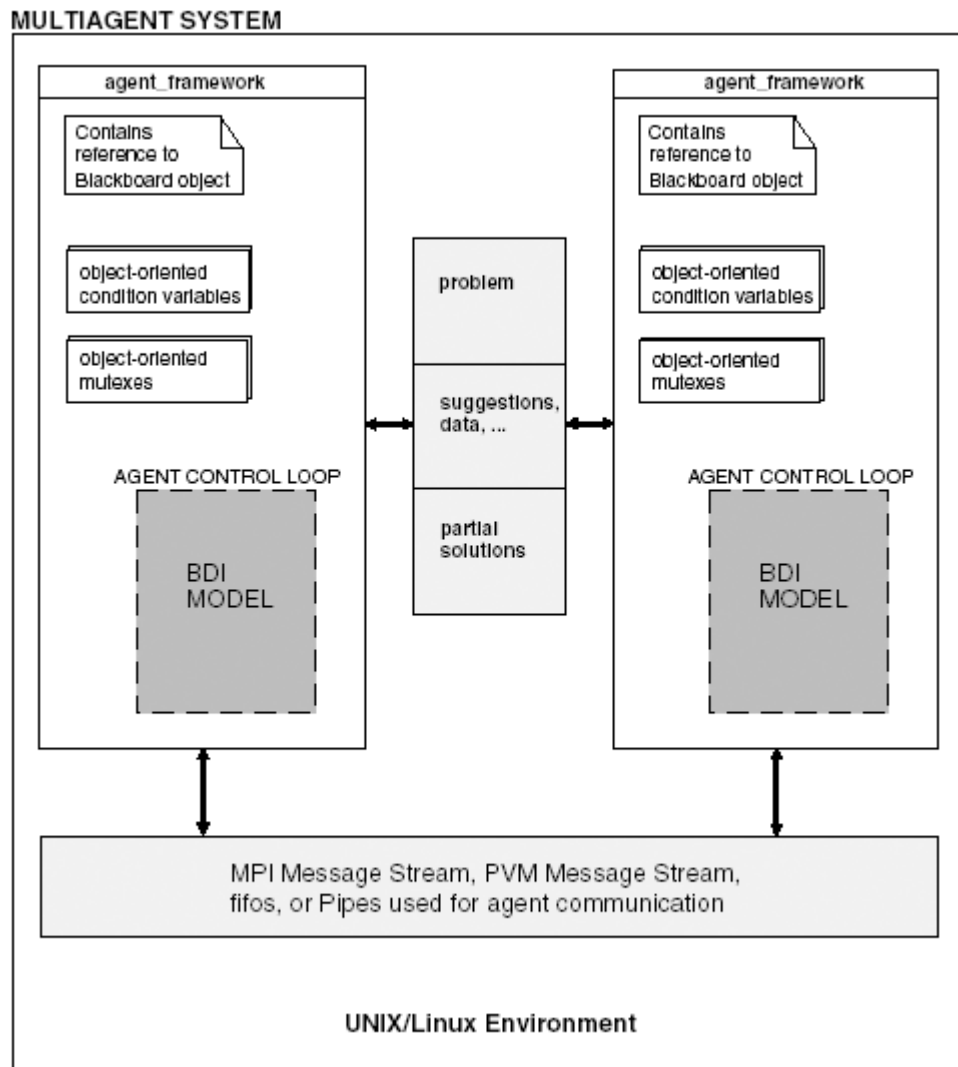 MULTIAGENT SYSTEM
agent_framework
Contains
reference to
Blackboard object
object-oriented
condition variables
object-oriented
mutexes
AGENT CONTROL LOOP
BDI
MODEL
problem
suggestions,
data, ...
partial
solutions
agent_framework
Contains
reference to
Blackboard object
object-oriented
condition variables
object-oriented
mutexes
AGENT CONTROL LOOP
BDI
MODEL
MPI Message Stream, PVM Message Stream,
fifos, or Pipes used for agent communication
UNIX/Linux Environment